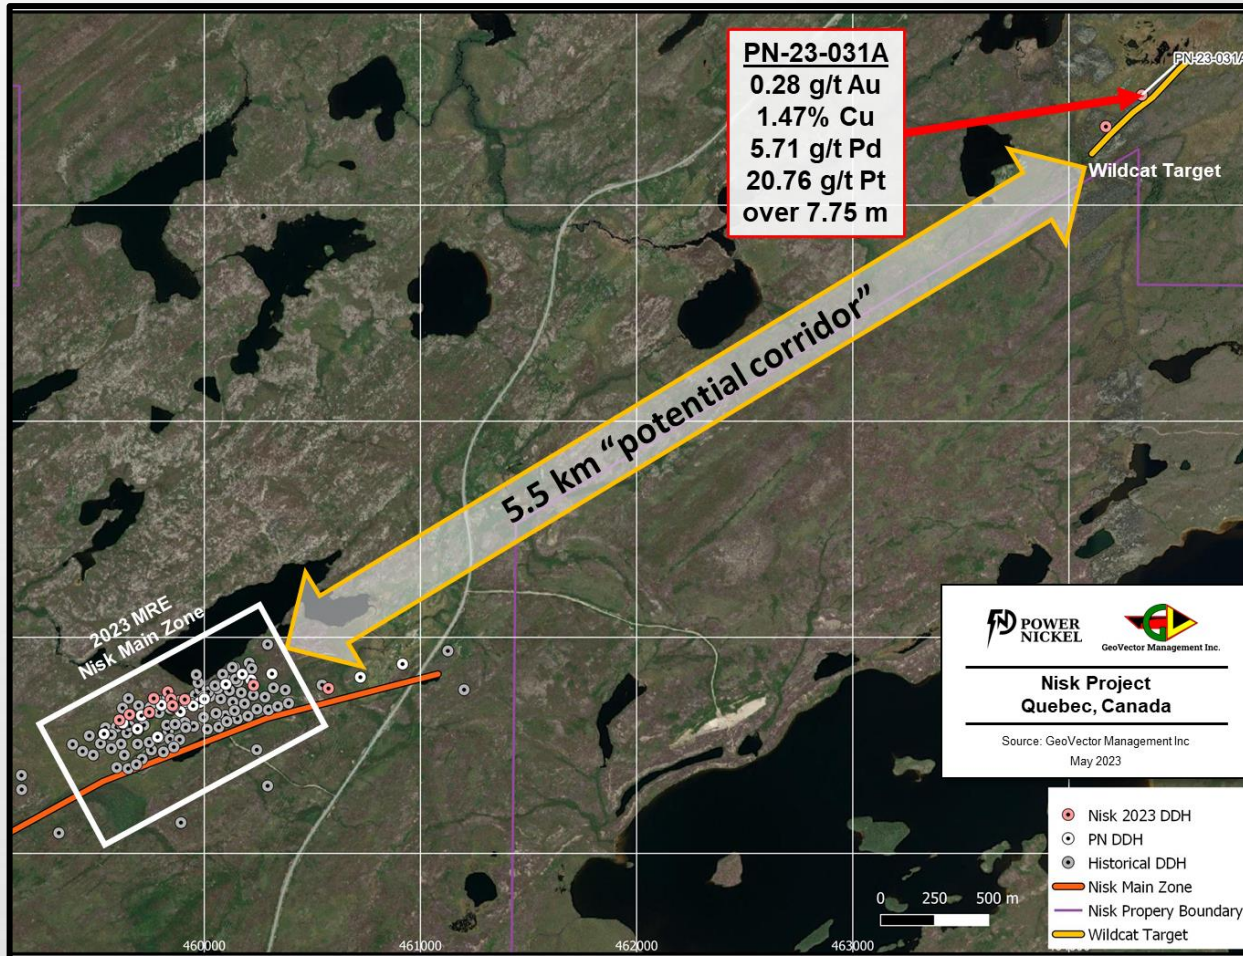 PN-23-031A
0.28 g/t Au
1.47% Cu
5.71 g/t Pd
20.76 g/t Pt
over 7.75 m
PN-23-031A
Wildcat Target
5.5 km “potential corridor”
2023 MRE
Nisk Main Zone
POWER
NICKEL
GeoVector Management Inc.
Nisk Project
Quebec, Canada
Source: GeoVector Management Inc
May 2023
Nisk 2023 DDH
PN DDH
Historical DDH
Nisk Main Zone
Nisk Propery Boundary
Wildcat Target
0 250 500 m
460000 461000 462000 463000